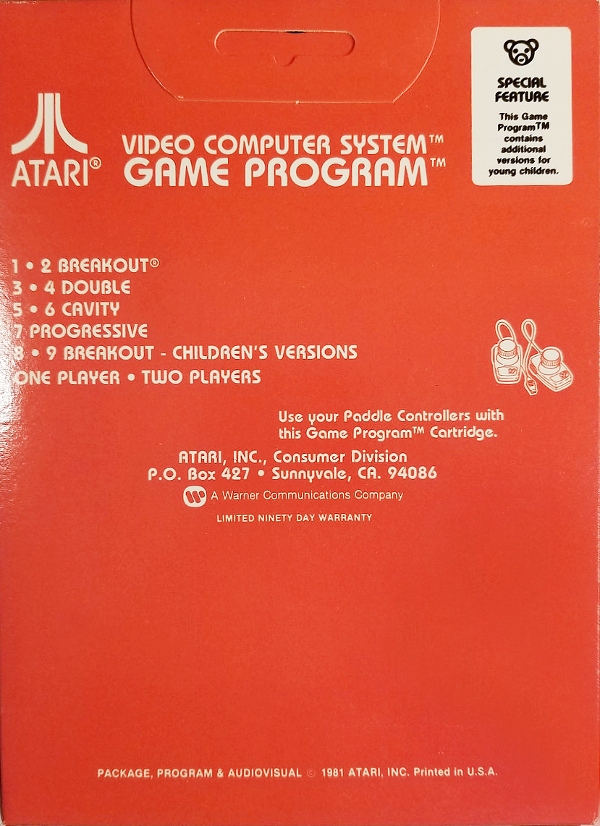 SPECIAL
FEATURE
This Game
Program™
contains
additional
versions for
young children.
ATARI®
VIDEO COMPUTER SYSTEM™
GAME PROGRAM™
1 • 2 BREAKOUT®
3 • 4 DOUBLE
5 • 6 CAVITY
7 PROGRESSIVE
8 • 9 BREAKOUT - CHILDREN'S VERSIONS
ONE PLAYER • TWO PLAYERS
Use your Paddle Controllers with
this Game Program™ Cartridge.
ATARI, INC., Consumer Division
P.O. Box 427 • Sunnyvale, CA. 94086
A Warner Communications Company
LIMITED NINETY DAY WARRANTY
PACKAGE, PROGRAM & AUDIOVISUAL © 1981 ATARI, INC. Printed in U.S.A.